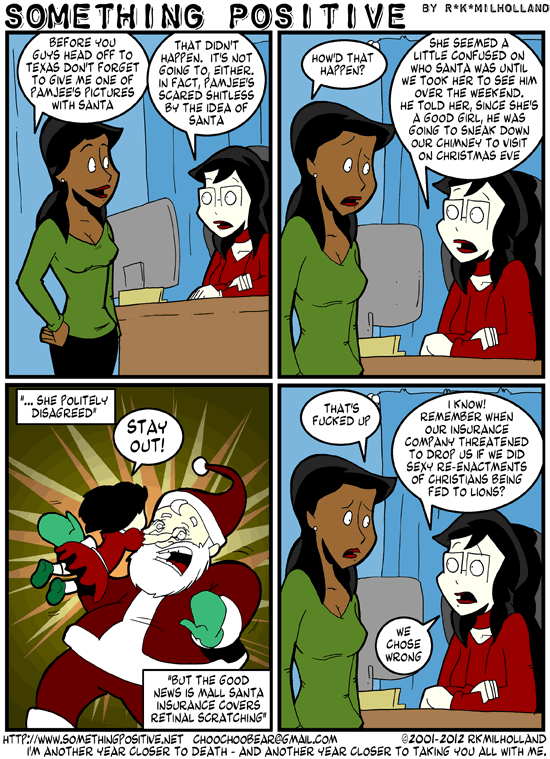 SOMETHING POSITIVE BY R*K*MILHOLLAND
BEFORE YOU
GUYS HEAD OFF TO
TEXAS DON'T FORGET
TO GIVE ME ONE OF
PAMJEE'S PICTURES
WITH SANTA
THAT DIDN'T
HAPPEN. IT'S NOT
GOING TO, EITHER.
IN FACT, PAMJEE'S
SCARED SHITLESS
BY THE IDEA OF
SANTA
HOW'D THAT
HAPPEN?
SHE SEEMED A
LITTLE CONFUSED ON
WHO SANTA WAS UNTIL
WE TOOK HER TO SEE HIM
OVER THE WEEKEND.
HE TOLD HER, SINCE SHE'S
A GOOD GIRL, HE WAS
GOING TO SNEAK DOWN
OUR CHIMNEY TO VISIT
ON CHRISTMAS EVE
"... SHE POLITELY
DISAGREED"
STAY
OUT!
"BUT THE GOOD
NEWS IS MALL SANTA
INSURANCE COVERS
RETINAL SCRATCHING"
THAT'S
FUCKED UP
I KNOW!
REMEMBER WHEN
OUR INSURANCE
COMPANY THREATENED
TO DROP US IF WE DID
SEXY RE-ENACTMENTS
OF CHRISTIANS BEING
FED TO LIONS?
WE
CHOSE
WRONG
HTTP://WWW.SOMETHINGPOSITIVE.NET CHOOCHOOBEAR@GMAIL.COM ©2001-2012 RKMILHOLLAND
I'M ANOTHER YEAR CLOSER TO DEATH - AND ANOTHER YEAR CLOSER TO TAKING YOU ALL WITH ME.